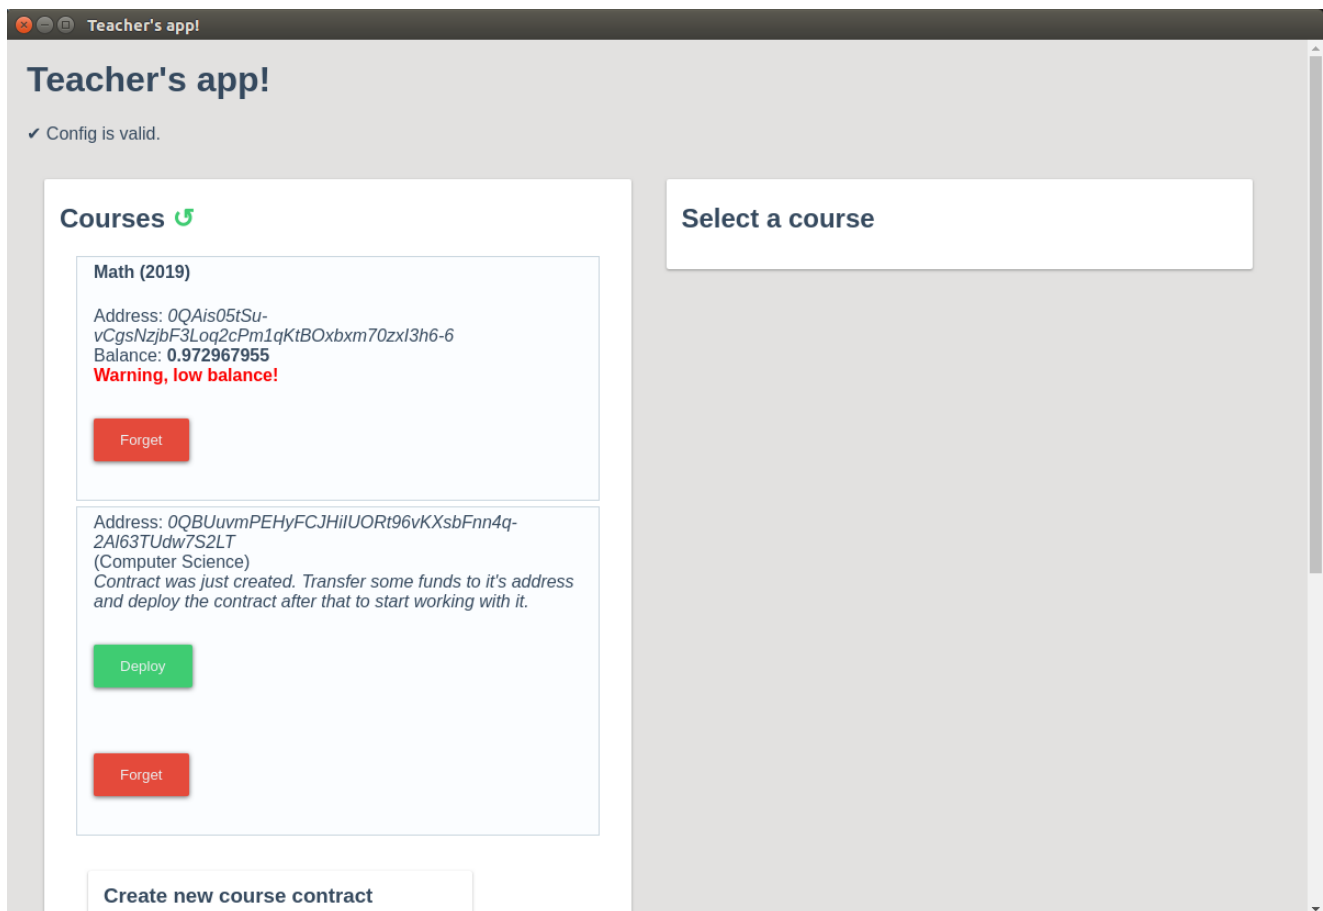 Teacher's app!
Teacher's app!
✔ Config is valid.
Courses ↺
Math (2019)
Address: 0QAis05tSu-
vCgsNzjbF3Loq2cPm1qKtBOxbxm70zxI3h6-6
Balance: 0.972967955
Warning, low balance!
Forget
Address: 0QBUuvmPEHyFCJHiIUORt96vKXsbFnn4q-
2Al63TUdw7S2LT
(Computer Science)
Contract was just created. Transfer some funds to it's address
and deploy the contract after that to start working with it.
Deploy
Forget
Create new course contract
Select a course